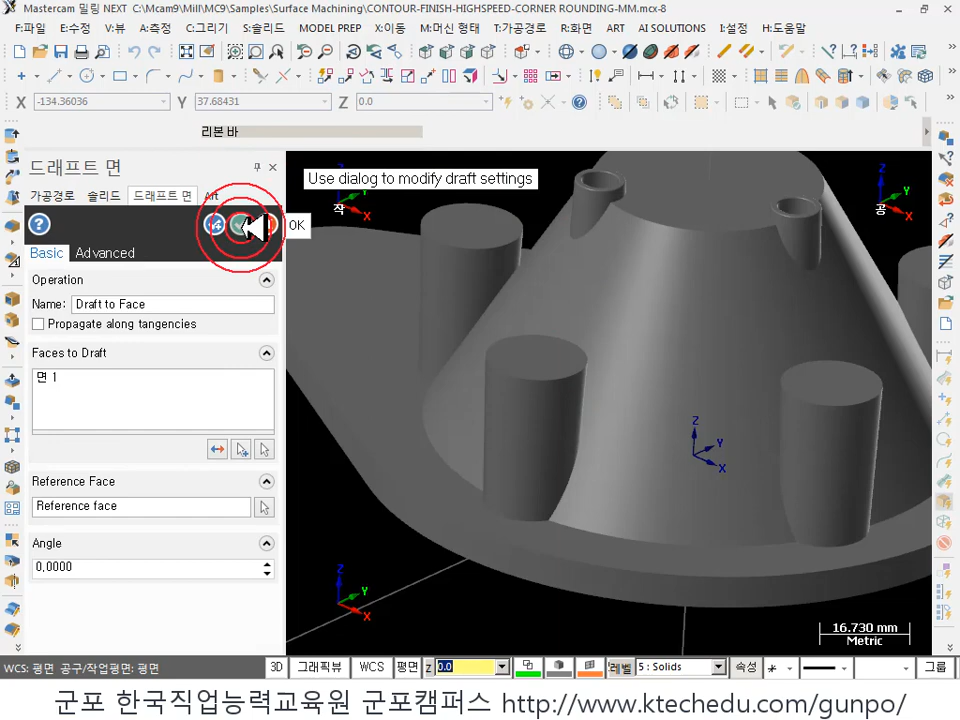 Mastercam 밀링 NEXT C:\Mcam9\Mill\MC9\Samples\Surface Machining\CONTOUR-FINISH-HIGHSPEED-CORNER ROUNDING-MM.mcx-8
F:파일 E:수정 V:뷰 A:측정 C:그리기 S:솔리드 MODEL PREP X:이동 M:머신 형태 T:가공경로 R:화면 ART AI SOLUTIONS I:설정 H:도움말
X -134.36036 Y 37.68431 Z 0.0
리본 바
드래프트 면
가공경로 솔리드 드래프트 면 Art
Use dialog to modify draft settings
OK
Basic Advanced
Operation
Name: Draft to Face
Propagate along tangencies
Faces to Draft
면 1
Reference Face
Reference face
Angle
0.0000
Z
Y
X
작
Z
Y
X
공
Z
Y
X
Z
Y
X
16.730 mm
Metric
WCS: 평면 공구/작업평면: 평면 3D 그래픽뷰 WCS 평면 Z 0.0 레벨 5 : Solids 속성 그룹
군포 한국직업능력교육원 군포캠퍼스 http://www.ktechedu.com/gunpo/